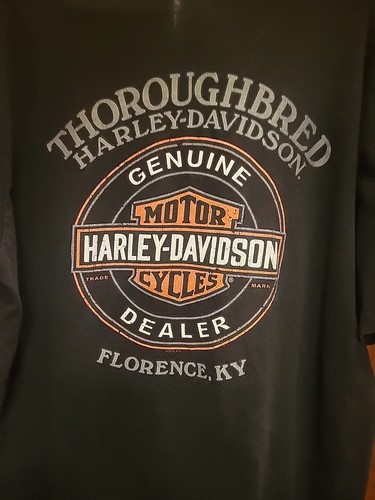 THOROUGHBRED
HARLEY-DAVIDSON
GENUINE
MOTOR
HARLEY-DAVIDSON
TRADE MARK
CYCLES ®
DEALER
FLORENCE, KY